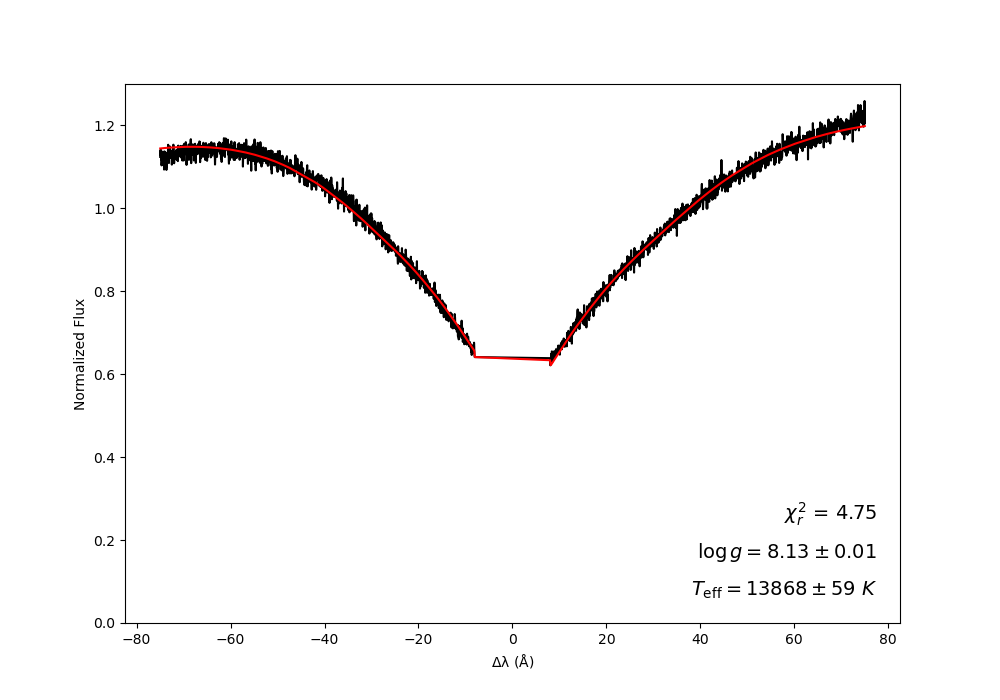 1.2
1.0
0.8
0.6
0.4
0.2
0.0
Normalized Flux
χ²ᵣ = 4.75
log g = 8.13 ± 0.01
T_eff = 13868 ± 59 K
−80 −60 −40 −20 0 20 40 60 80
Δλ (Å)